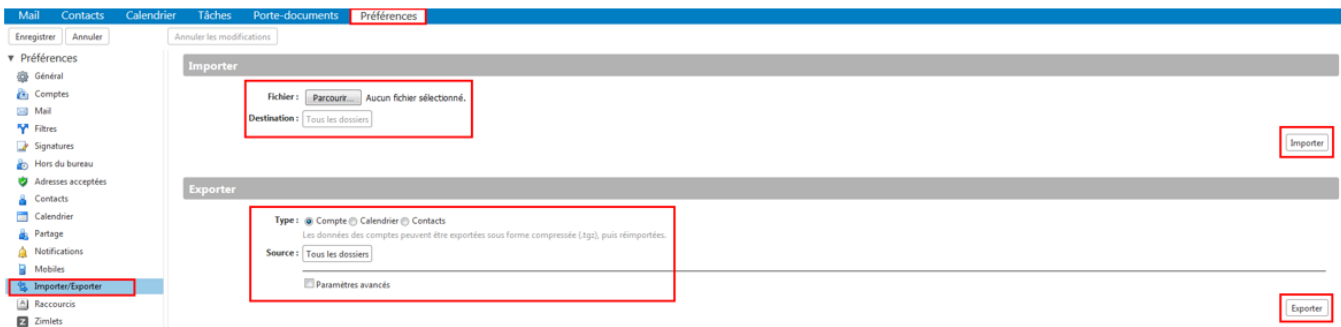 Mail Contacts Calendrier Tâches Porte-documents Préférences
Enregistrer Annuler Annuler les modifications
Préférences
Général
Comptes
Mail
Filtres
Signatures
Hors du bureau
Adresses acceptées
Contacts
Calendrier
Partage
Notifications
Mobiles
Importer/Exporter
Raccourcis
Zimlets
Importer
Fichier : Parcourir... Aucun fichier sélectionné.
Destination : Tous les dossiers
Importer
Exporter
Type : Compte Calendrier Contacts
Les données des comptes peuvent être exportées sous forme compressée (.tgz), puis réimportées.
Source : Tous les dossiers
Paramètres avancés
Exporter